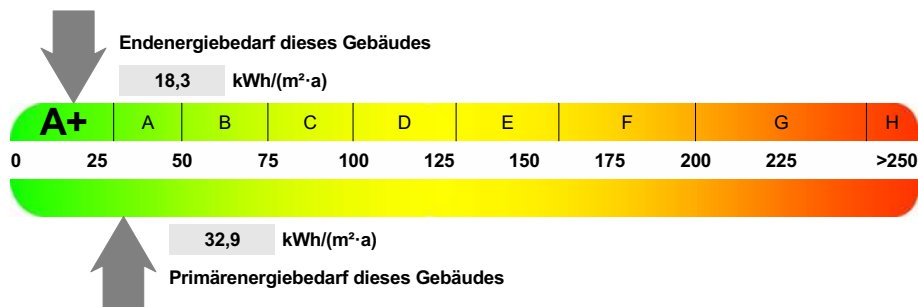 Endenergiebedarf dieses Gebäudes
18,3 kWh/(m²·a)
A+ A B C D E F G H
0 25 50 75 100 125 150 175 200 225 >250
32,9 kWh/(m²·a)
Primärenergiebedarf dieses Gebäudes